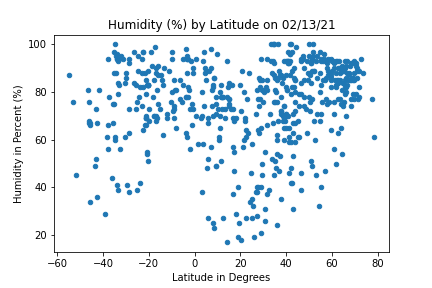 Humidity (%) by Latitude on 02/13/21
100
80
60
40
20
Humidity in Percent (%)
−60 −40 −20 0 20 40 60 80
Latitude in Degrees